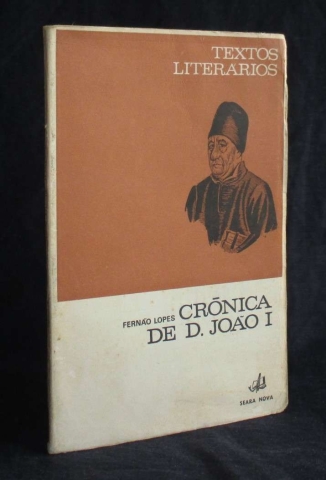 TEXTOS
LITERÁRIOS
FERNÃO LOPES CRÓNICA
DE D. JOÃO I
SEARA NOVA